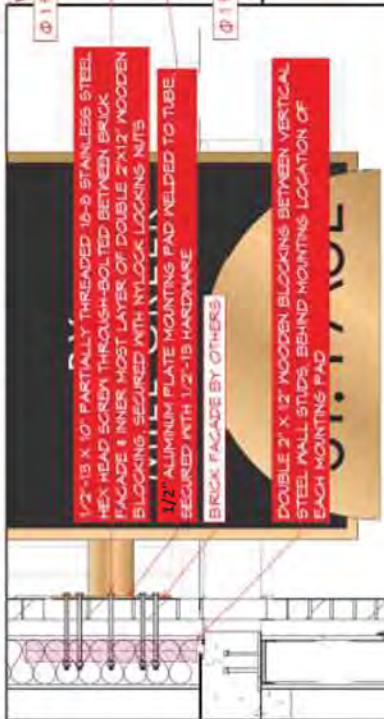 1/2"-13 X 10" PARTIALLY THREADED 18-8 STAINLESS STEEL
HEX HEAD SCREW THROUGH-BOLTED BETWEEN BRICK
FACADE & INNER MOST LAYER OF DOUBLE 2"X12" WOODEN
BLOCKING, SECURED WITH NYLOCK LOCKING NUTS
1/2" ALUMINUM PLATE MOUNTING PAD WELDED TO TUBE
SECURED WITH 1/2"-13 HARDWARE
BRICK FACADE BY OTHERS
DOUBLE 2" X 12" WOODEN BLOCKING BETWEEN VERTICAL
STEEL WALL STUDS, BEHIND MOUNTING LOCATION OF
EACH MOUNTING PAD